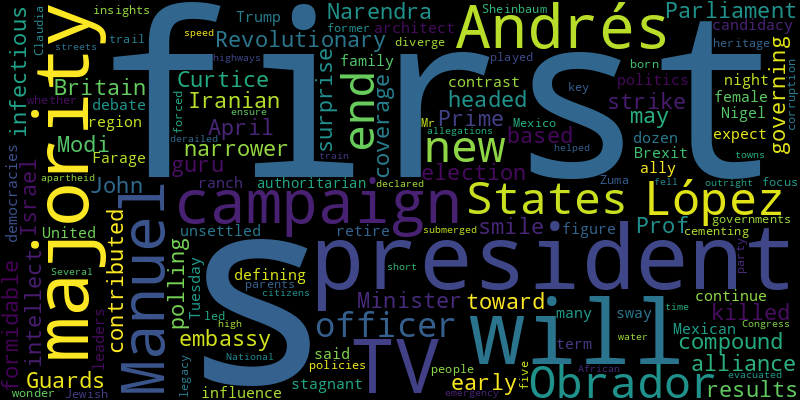 first
s
president
will
campaign
majority
Andrés
Manuel
López
Obrador
States
TV
new
end
officer
may
insights
Trump
Narendra
Sheinbaum
Parliament
speed
former
architect
candidacy
Revolutionary
diverge
trail
family
played
heritage
streets
Claudia
infectious
Curtice
surprise
coverage
contrast
politics
born
night
governing
highways
Britain
Iranian
headed
key
strike
female
debate
forced
April
Prime
dozen
Nigel
corruption
whether
region
ensure
Mr
Mexico
based
Brexit
expect
Modi
narrower
derailed
allegations
helped
towns
Farage
guru
election
ally
democracies
apartheid
train
Zuma
focus
Israel
John
ranch
authoritarian
declared
fell
outright
intellect
contributed
unsettled
retire
submerged
smile
figure
Prof
governments
United
polling
cementing
party
Several
Tuesday
defining
short
parents
citizens
Minister
toward
many
sway
time
continue
formidable
leaders
led
high
embassy
said
term
Mexican
killed
Congress
compound
legacy
National
policies
people
five
water
alliance
Guards
stagnant
early
African
evacuated
wonder
Jewish
influence
emergency
results